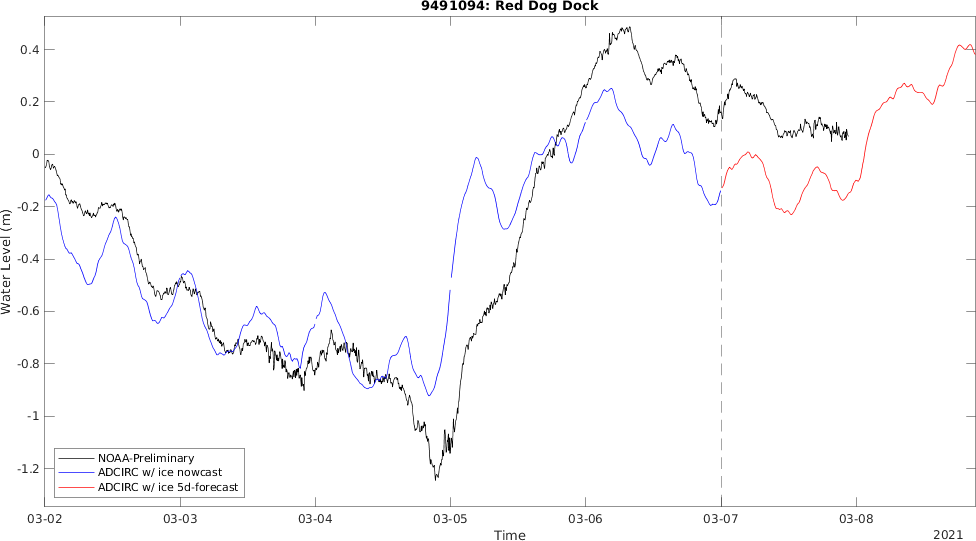 9491094: Red Dog Dock
Water Level (m)
0.4
0.2
0
-0.2
-0.4
-0.6
-0.8
-1
-1.2
NOAA-Preliminary
ADCIRC w/ ice nowcast
ADCIRC w/ ice 5d-forecast
03-02 03-03 03-04 03-05 03-06 03-07 03-08
Time
2021